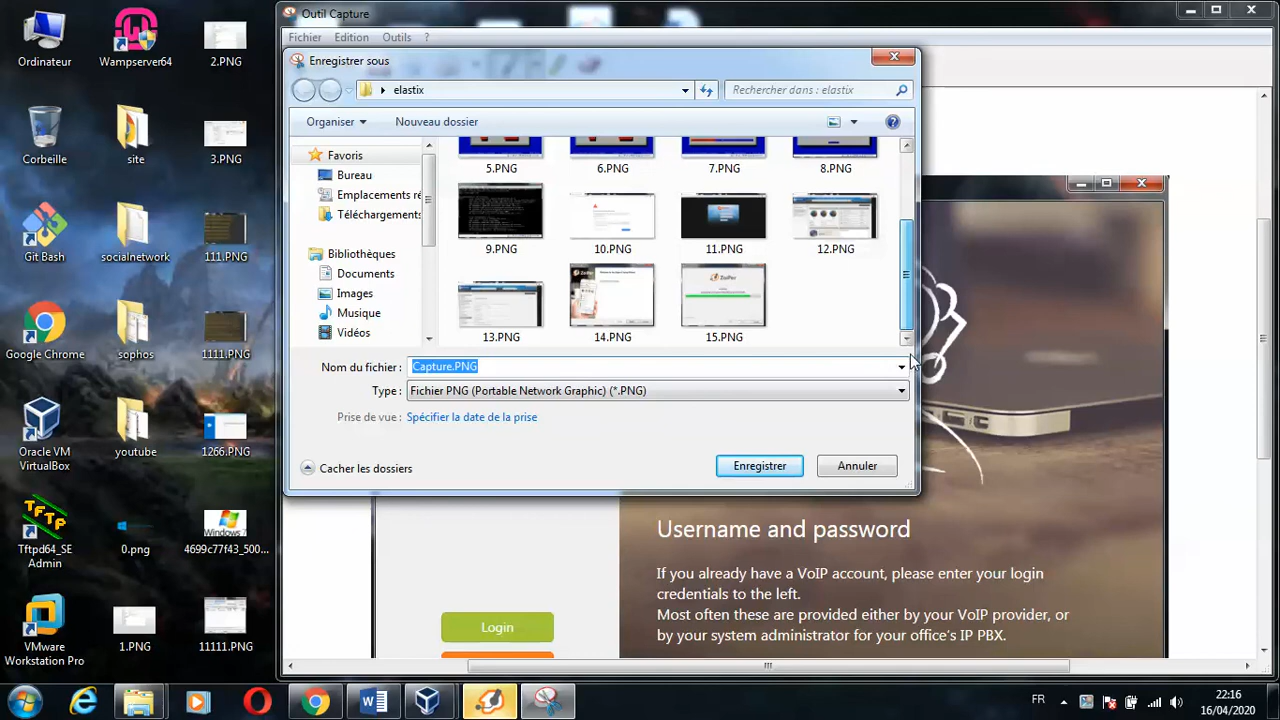 Outil Capture
Fichier Edition Outils ?
Enregistrer sous
elastix
Rechercher dans : elastix
Organiser
Nouveau dossier
Favoris
Bureau
Emplacements ré
Téléchargements
Bibliothèques
Documents
Images
Musique
Vidéos
5.PNG
6.PNG
7.PNG
8.PNG
9.PNG
10.PNG
11.PNG
12.PNG
13.PNG
14.PNG
15.PNG
Nom du fichier :
Capture.PNG
Type :
Fichier PNG (Portable Network Graphic) (*.PNG)
Prise de vue :
Spécifier la date de la prise
Cacher les dossiers
Enregistrer
Annuler
Username and password
If you already have a VoIP account, please enter your login
credentials to the left.
Most often these are provided either by your VoIP provider, or
by your system administrator for your office's IP PBX.
Login
Ordinateur
Wampserver64
2.PNG
Corbeille
site
3.PNG
Git Bash
socialnetwork
111.PNG
Google Chrome
sophos
1111.PNG
Oracle VM
VirtualBox
youtube
1266.PNG
Tftpd64_SE
Admin
0.png
4699c77f43_500...
VMware
Workstation Pro
1.PNG
11111.PNG
FR
22:16
16/04/2020